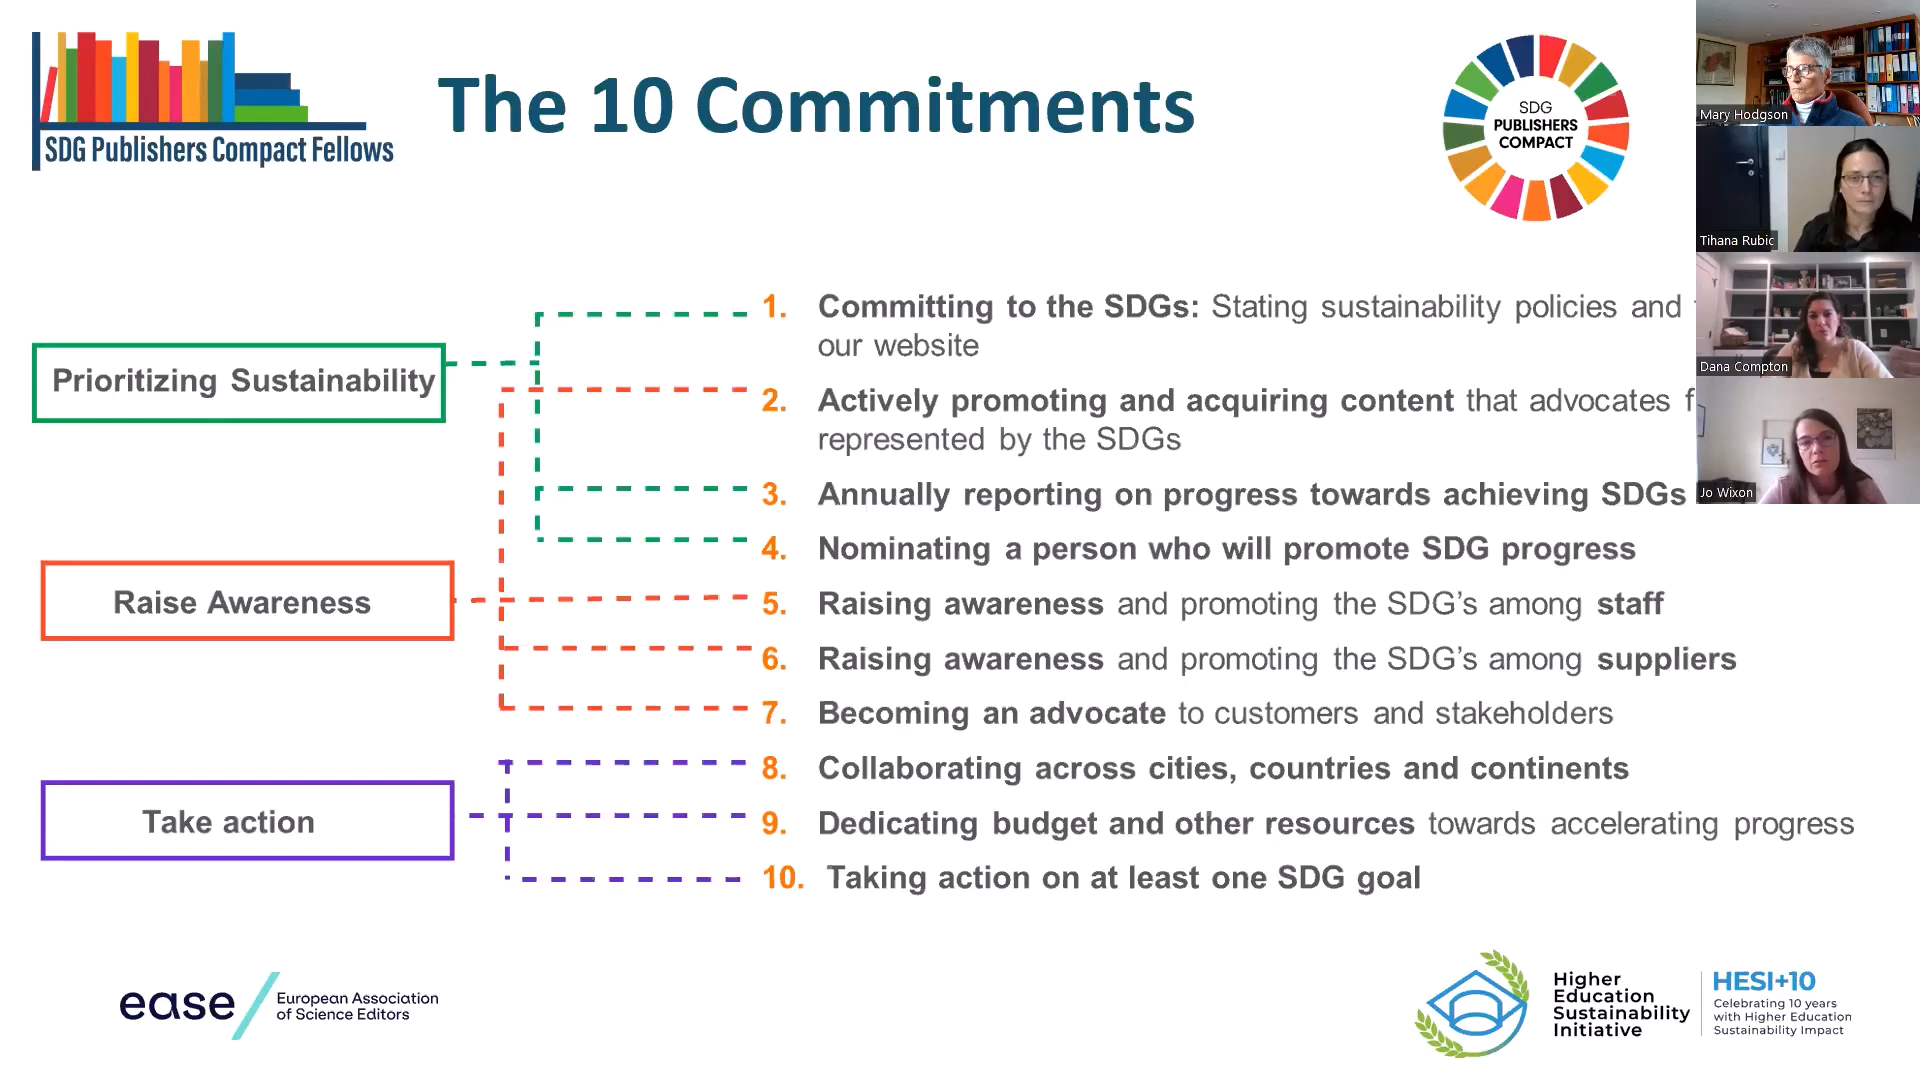 SDG Publishers Compact Fellows
The 10 Commitments
SDG
PUBLISHERS
COMPACT
Mary Hodgson
Tihana Rubic
Dana Compton
Jo Wixon
Prioritizing Sustainability
Raise Awareness
Take action
1. Committing to the SDGs: Stating sustainability policies and
our website
2. Actively promoting and acquiring content that advocates f
represented by the SDGs
3. Annually reporting on progress towards achieving SDGs
4. Nominating a person who will promote SDG progress
5. Raising awareness and promoting the SDG’s among staff
6. Raising awareness and promoting the SDG’s among suppliers
7. Becoming an advocate to customers and stakeholders
8. Collaborating across cities, countries and continents
9. Dedicating budget and other resources towards accelerating progress
10. Taking action on at least one SDG goal
ease
European Association
of Science Editors
Higher
Education
Sustainability
Initiative
HESI+10
Celebrating 10 years
with Higher Education
Sustainability Impact